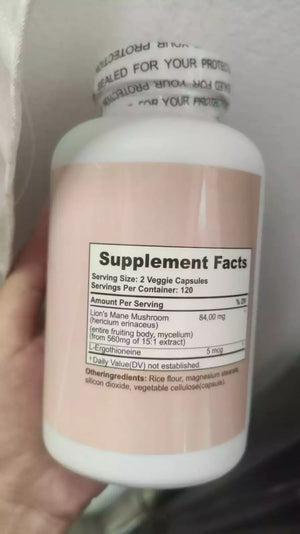 SEALED FOR YOUR PROTEC
FOR YOUR PROTE
Supplement Facts
Serving Size: 2 Veggie Capsules
Servings Per Container: 120
Amount Per Serving % DV
Lion's Mane Mushroom 84,00 mg
(hericium erinaceus)
(entire fruiting body, mycelium)
(from 560mg of 15:1 extract)
L-Ergothioneine 5 mcg
†Daily Value(DV) not established.
Otheringredients: Rice flour, magnesium stearate,
silicon dioxide, vegetable cellulose(capsule).